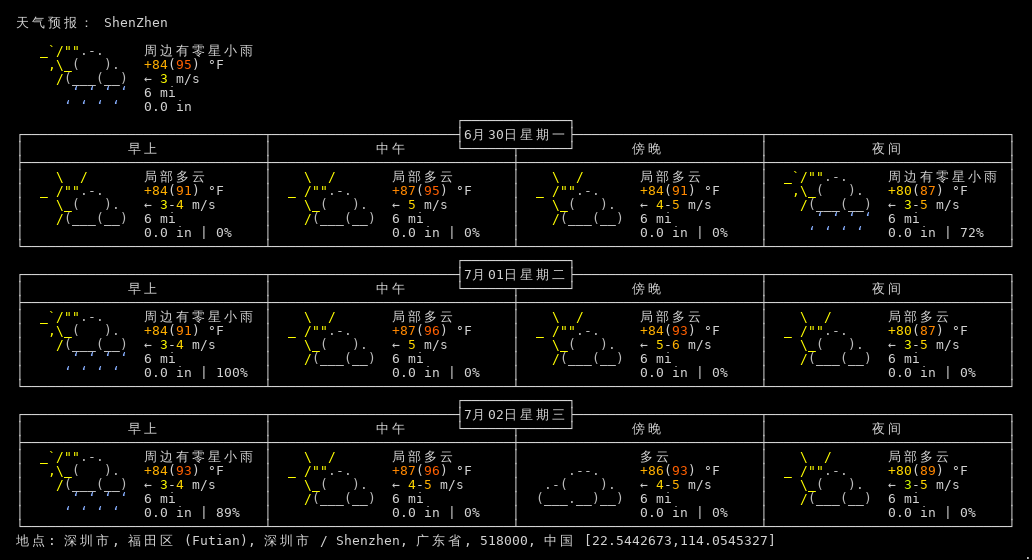 天气预报： ShenZhen
周边有零星小雨
+84(95) °F
← 3 m/s
6 mi
0.0 in
6月30日星期一
早上 中午 傍晚 夜间
局部多云 局部多云 局部多云 周边有零星小雨
+84(91) °F +87(95) °F +84(91) °F +80(87) °F
← 3-4 m/s ← 5 m/s ← 4-5 m/s ← 3-5 m/s
6 mi 6 mi 6 mi 6 mi
0.0 in | 0% 0.0 in | 0% 0.0 in | 0% 0.0 in | 72%
7月01日星期二
早上 中午 傍晚 夜间
周边有零星小雨 局部多云 局部多云 局部多云
+84(91) °F +87(96) °F +84(93) °F +80(87) °F
← 3-4 m/s ← 5 m/s ← 5-6 m/s ← 3-5 m/s
6 mi 6 mi 6 mi 6 mi
0.0 in | 100% 0.0 in | 0% 0.0 in | 0% 0.0 in | 0%
7月02日星期三
早上 中午 傍晚 夜间
周边有零星小雨 局部多云 多云 局部多云
+84(93) °F +87(96) °F +86(93) °F +80(89) °F
← 3-4 m/s ← 4-5 m/s ← 4-5 m/s ← 3-5 m/s
6 mi 6 mi 6 mi 6 mi
0.0 in | 89% 0.0 in | 0% 0.0 in | 0% 0.0 in | 0%
地点: 深圳市, 福田区 (Futian), 深圳市 / Shenzhen, 广东省, 518000, 中国 [22.5442673,114.0545327]